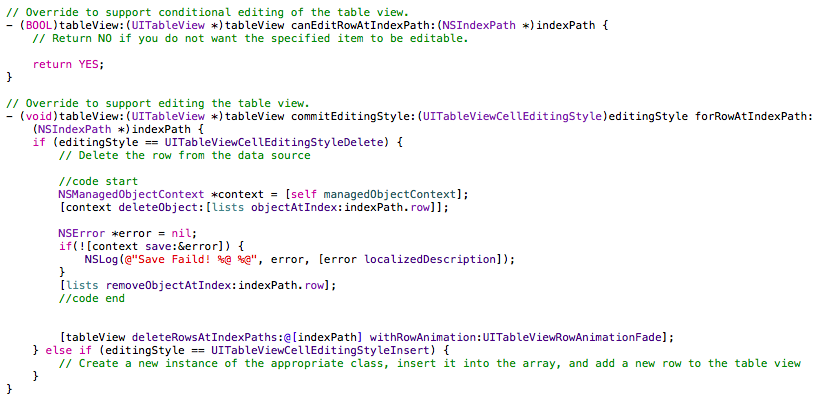 // Override to support conditional editing of the table view.
- (BOOL)tableView:(UITableView *)tableView canEditRowAtIndexPath:(NSIndexPath *)indexPath {
    // Return NO if you do not want the specified item to be editable.

    return YES;
}

// Override to support editing the table view.
- (void)tableView:(UITableView *)tableView commitEditingStyle:(UITableViewCellEditingStyle)editingStyle forRowAtIndexPath:
    (NSIndexPath *)indexPath {
    if (editingStyle == UITableViewCellEditingStyleDelete) {
        // Delete the row from the data source

        //code start
        NSManagedObjectContext *context = [self managedObjectContext];
        [context deleteObject:[lists objectAtIndex:indexPath.row]];

        NSError *error = nil;
        if(![context save:&error]) {
            NSLog(@"Save Faild! %@ %@", error, [error localizedDescription]);
        }
        [lists removeObjectAtIndex:indexPath.row];
        //code end


        [tableView deleteRowsAtIndexPaths:@[indexPath] withRowAnimation:UITableViewRowAnimationFade];
    } else if (editingStyle == UITableViewCellEditingStyleInsert) {
        // Create a new instance of the appropriate class, insert it into the array, and add a new row to the table view
    }
}